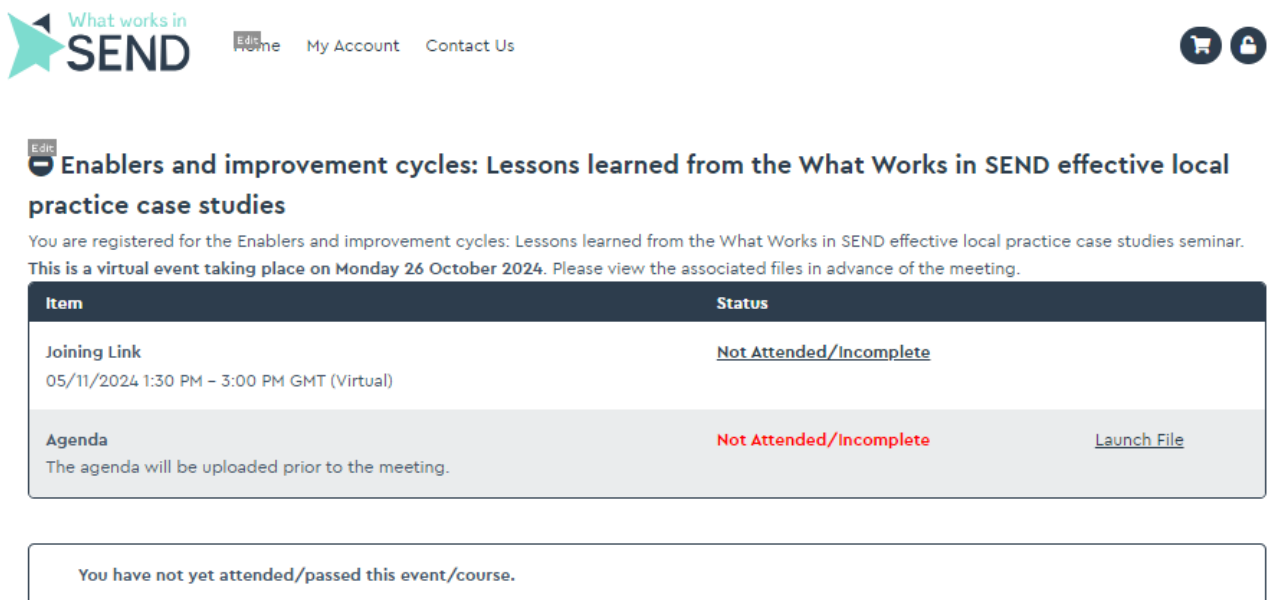 What works in
SEND
Edit
Home My Account Contact Us
Edit
Enablers and improvement cycles: Lessons learned from the What Works in SEND effective local
practice case studies
You are registered for the Enablers and improvement cycles: Lessons learned from the What Works in SEND effective local practice case studies seminar.
This is a virtual event taking place on Monday 26 October 2024. Please view the associated files in advance of the meeting.
Item Status
Joining Link Not Attended/Incomplete
05/11/2024 1:30 PM – 3:00 PM GMT (Virtual)
Agenda Not Attended/Incomplete Launch File
The agenda will be uploaded prior to the meeting.
You have not yet attended/passed this event/course.